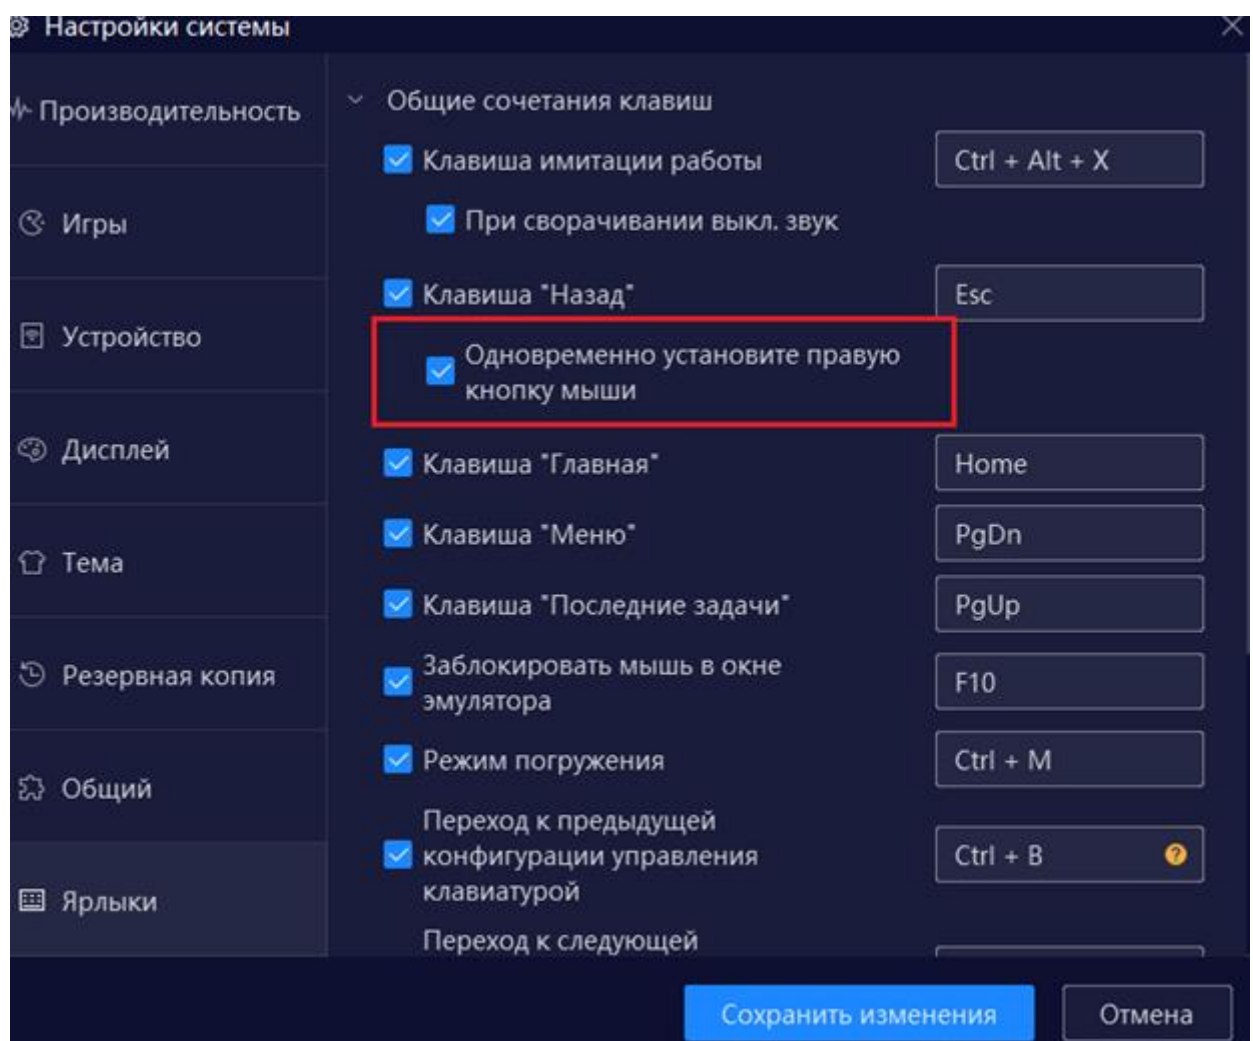 Настройки системы
Производительность
Игры
Устройство
Дисплей
Тема
Резервная копия
Общий
Ярлыки
Общие сочетания клавиш
Клавиша имитации работы
Ctrl + Alt + X
При сворачивании выкл. звук
Клавиша "Назад"
Esc
Одновременно установите правую
кнопку мыши
Клавиша "Главная"
Home
Клавиша "Меню"
PgDn
Клавиша "Последние задачи"
PgUp
Заблокировать мышь в окне
эмулятора
F10
Режим погружения
Ctrl + M
Переход к предыдущей
конфигурации управления
клавиатурой
Ctrl + B
?
Переход к следующей
Сохранить изменения
Отмена